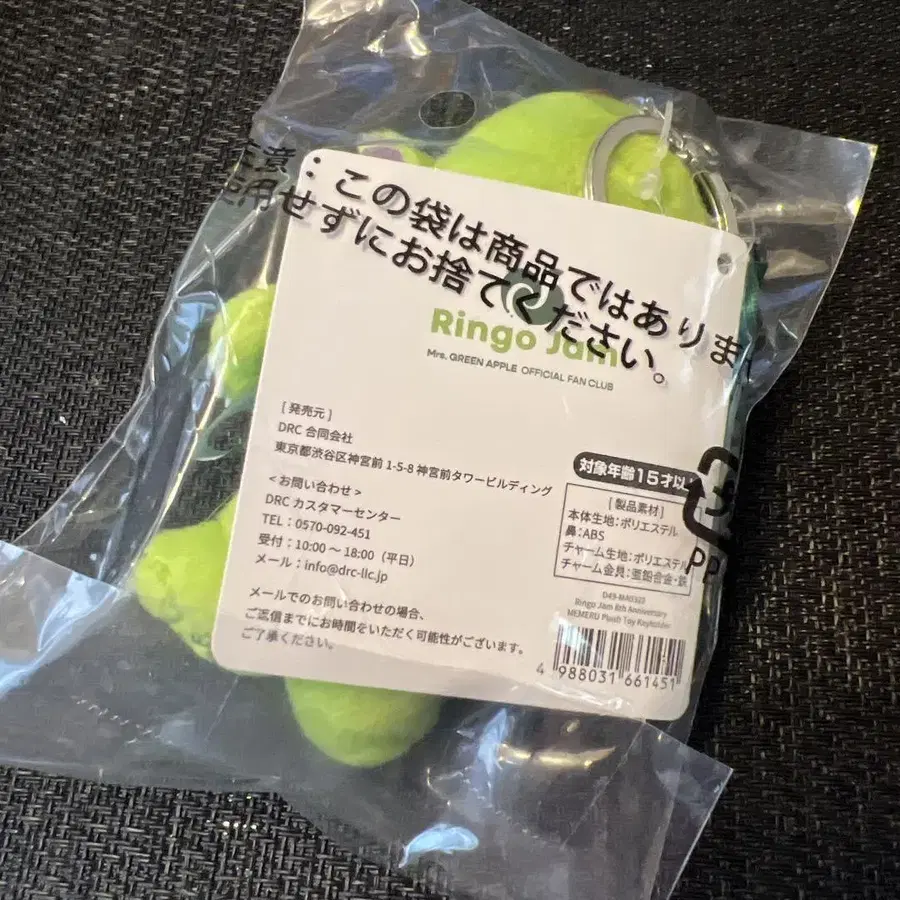 注意：この袋は商品ではありま
使用せずにお捨てください。
Ringo Jam
Mrs. GREEN APPLE OFFICIAL FAN CLUB
[ 発売元 ]
DRC 合同会社
東京都渋谷区神宮前 1-5-8 神宮前タワービルディング
<お問い合わせ>
DRC カスタマーセンター
TEL：0570-092-451
受付：10:00 〜 18:00（平日）
メール：info@drc-llc.jp
メールでのお問い合わせの場合、
ご返信までにお時間をいただく可能性がございます。
ご了承ください。
対象年齢15才以
[ 製品素材 ]
本体生地：ポリエステル
鼻：ABS
チャーム生地：ポリエステル
チャーム金具：亜鉛合金・鉄
Ringo Jam 8th Anniversary
MEMERU Plush Toy Keyholder
4 988031 661451
PP